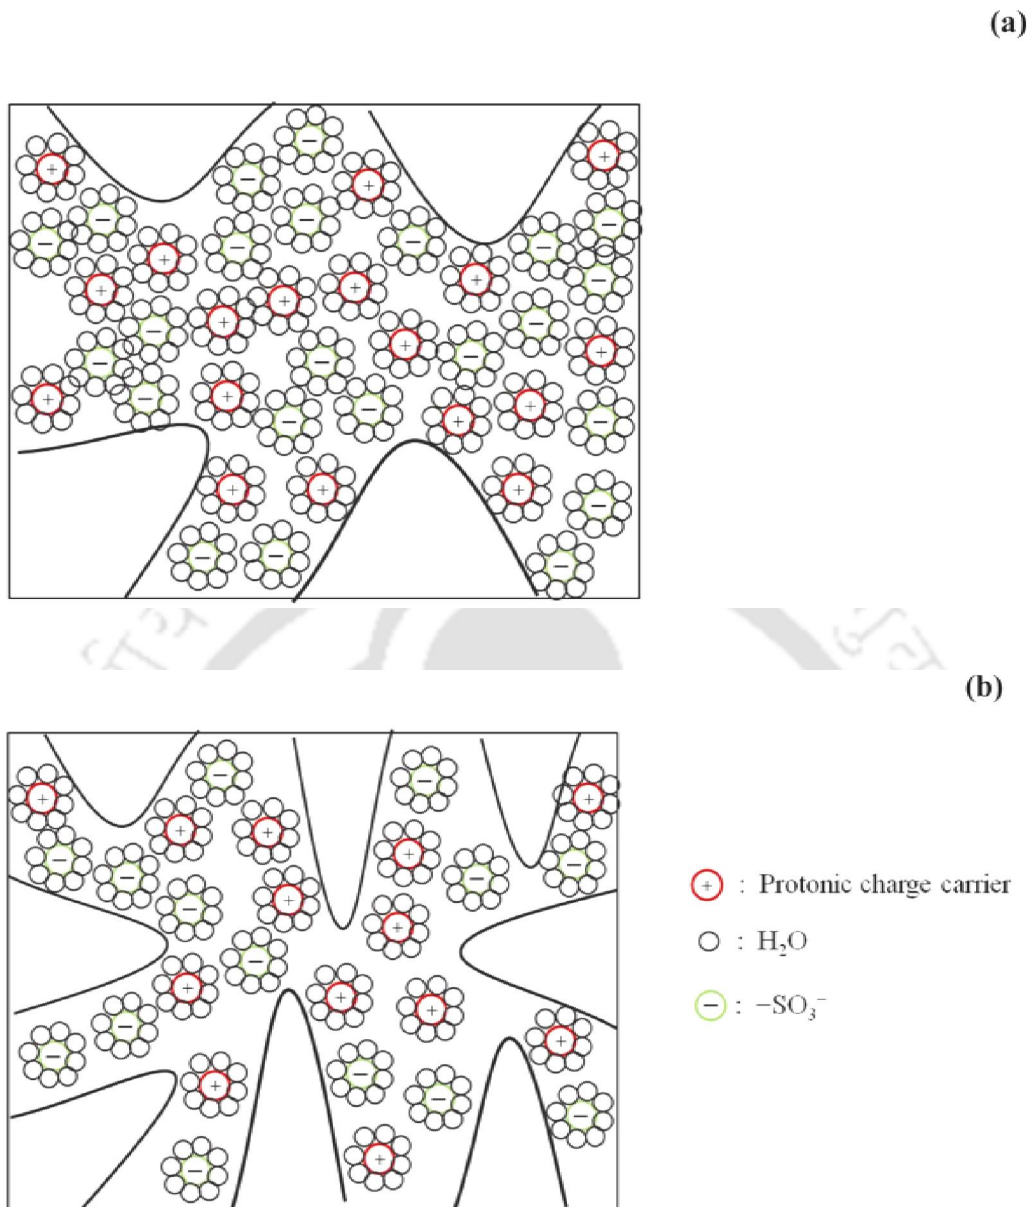 (a)
(b)
+ : Protonic charge carrier
: H₂O
− : −SO₃⁻